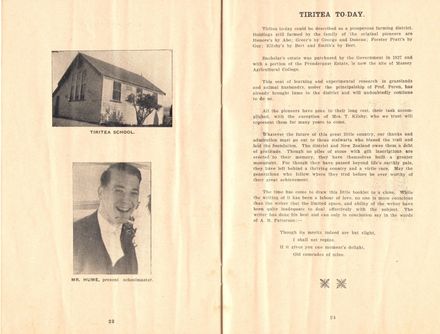 TIRITEA SCHOOL.
MR. HUME, present schoolmaster.
23
TIRITEA TO-DAY.
Tiritea today could be described as a prosperous farming district.
Holdings still farmed by the family of the original pioneers are
by Abe; Greer's by George and Duncan; Forster Pratt's by
Guy; Kilsby's by Bert and Smith's by Bert.
Batchelar's estate was purchased by the Government in 1927 and
with a portion of the Prendergast Estate, is now the site of Massey
Agricultural College.
This seat of learning and experimental research in grasslands
and animal husbandry, under the principalship of Prof. Peren, has
already brought fame to the district and will undoubtedly continue
to do so.
All the pioneers have gone to their long rest, their task accom-
plished, with the exception of Mrs. T. Kilsby, who we trust will
represent them for many years to come.
Whatever the future of this great little country, our thanks and
admiration must go out to those stalwarts who blazed the trail and
laid the foundation. The district and New Zealand owes them a debt
of gratitude. Though no piles of stone with gilt inscriptions are
erected to their memory, they have themselves built a greater
monument. For though they have passed beyond life's earthly pale,
they have left behind a thriving country and a virile race. May the
generations who follow where they trod before be ever worthy of
their great achievement.
The time has come to draw this little booklet to a close. While
the writing of it has been a labour of love, no one is more conscious
than the writer that the limited space, and ability of the writer have
been quite inadequate to deal effectively with the subject. The
writer has done his best and can only in conclusion say in the words
of A. B. Patterson:—
Though its merits indeed are but slight,
I shall not repine.
If it gives you one moment's delight,
Old comrades of mine.
24